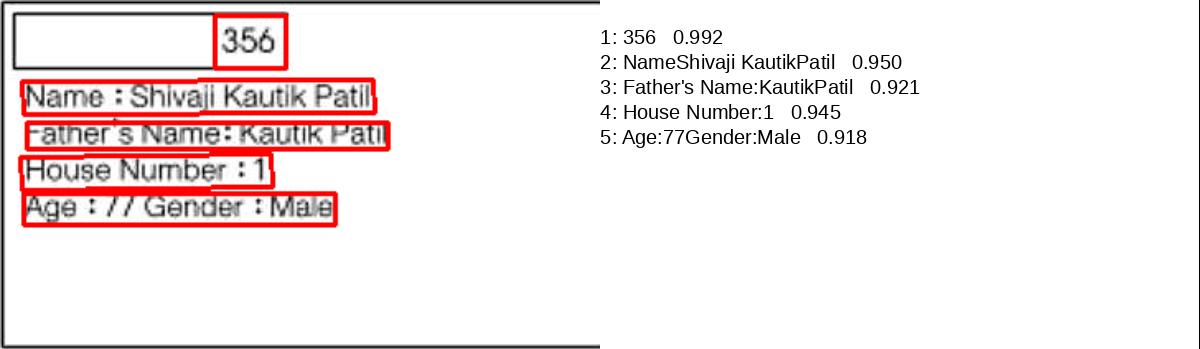 356
Name : Shivaji Kautik Patil
Father's Name: Kautik Patil
House Number : 1
Age : 77 Gender : Male
1: 356 0.992
2: NameShivaji KautikPatil 0.950
3: Father's Name:KautikPatil 0.921
4: House Number:1 0.945
5: Age:77Gender:Male 0.918